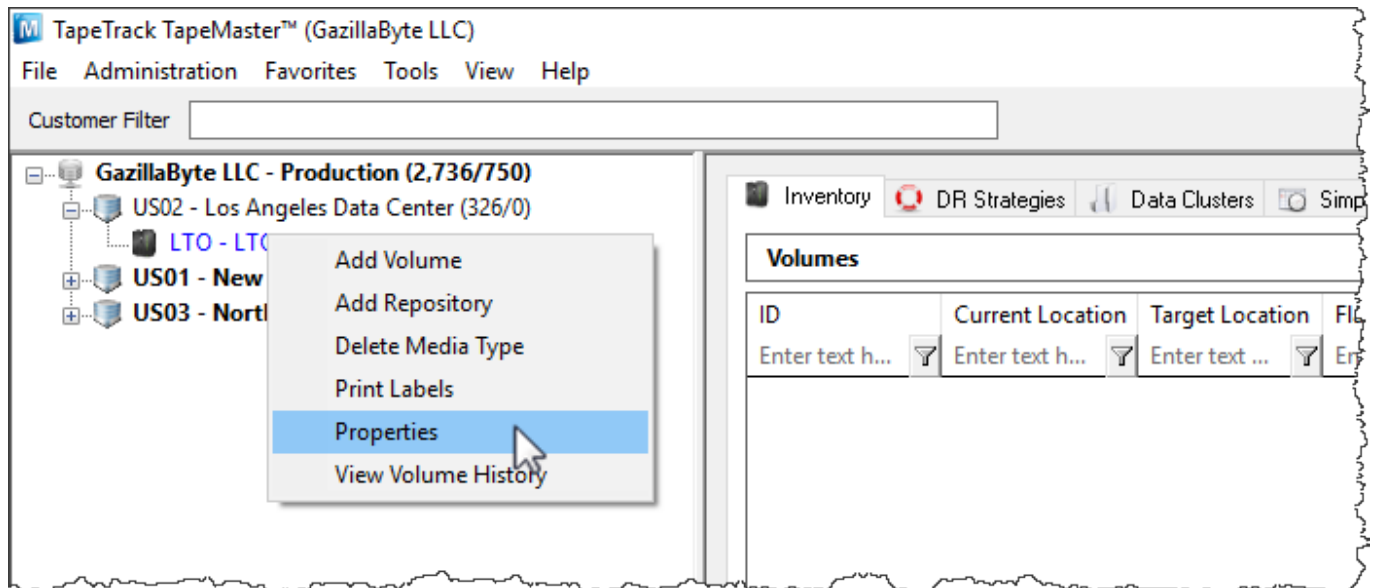 TapeTrack TapeMaster™ (GazillaByte LLC)
File Administration Favorites Tools View Help
Customer Filter
GazillaByte LLC - Production (2,736/750)
US02 - Los Angeles Data Center (326/0)
LTO - LTO
US01 - New
US03 - North
Add Volume
Add Repository
Delete Media Type
Print Labels
Properties
View Volume History
Inventory DR Strategies Data Clusters Simp
Volumes
ID Current Location Target Location
Enter text h... Enter text h... Enter text ...